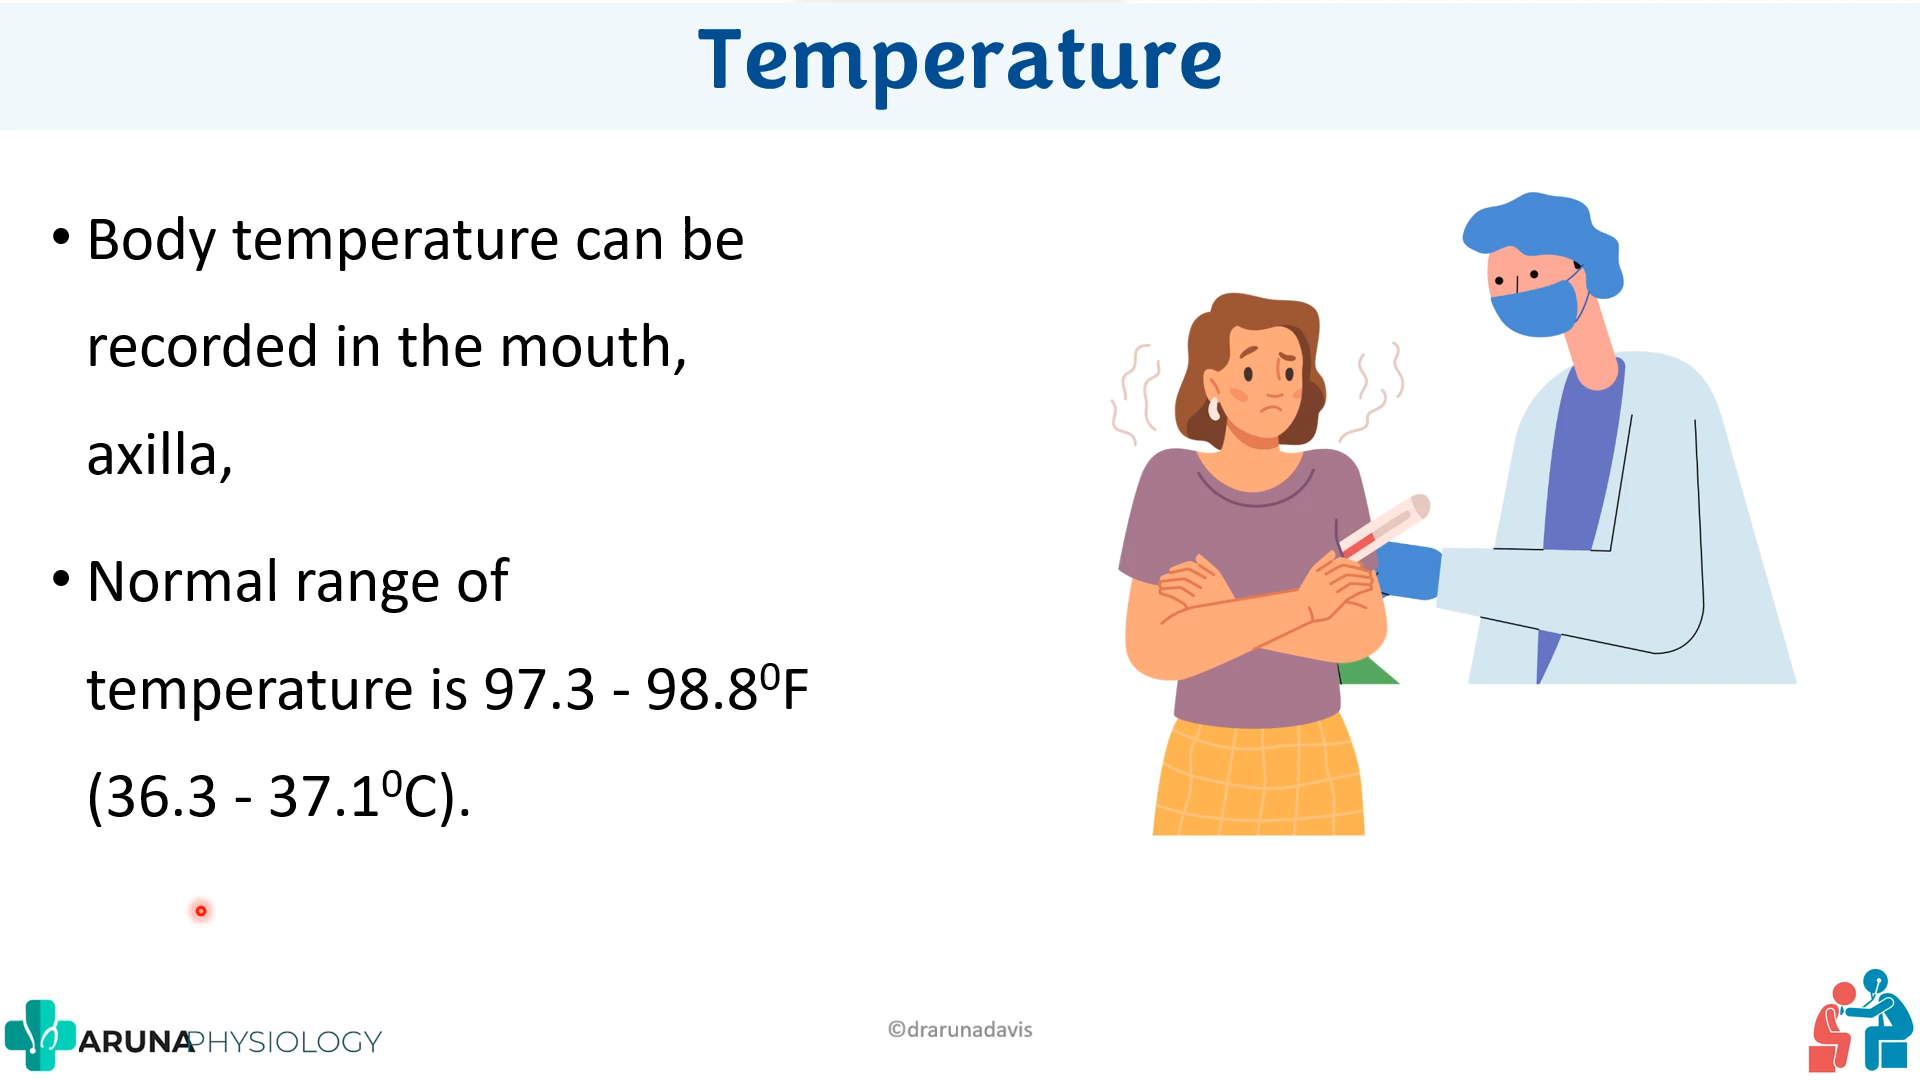 Temperature
• Body temperature can be
recorded in the mouth,
axilla,
• Normal range of
temperature is 97.3 - 98.8⁰F
(36.3 - 37.1⁰C).
ARUNAPHYSIOLOGY
©drarunadavis